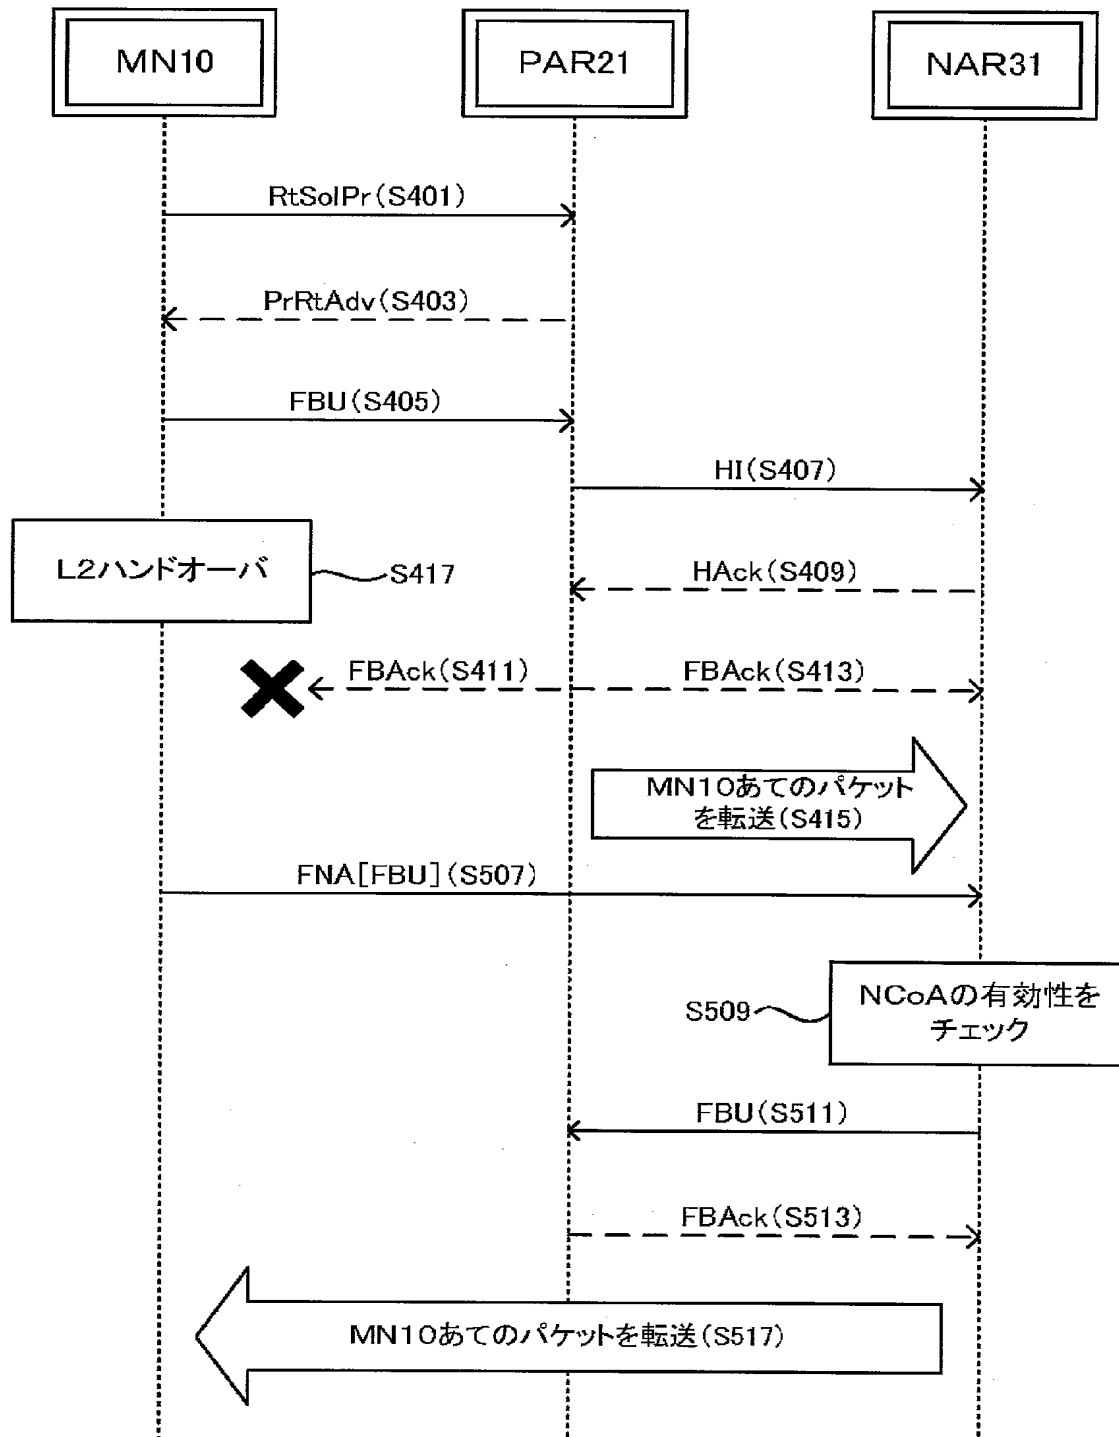 MN10
PAR21
NAR31
RtSolPr(S401)
PrRtAdv(S403)
FBU(S405)
HI(S407)
L2ハンドオーバ
S417
HAck(S409)
FBAck(S411)
FBAck(S413)
MN10あてのパケット
を転送(S415)
FNA[FBU](S507)
S509
NCoAの有効性を
チェック
FBU(S511)
FBAck(S513)
MN10あてのパケットを転送(S517)